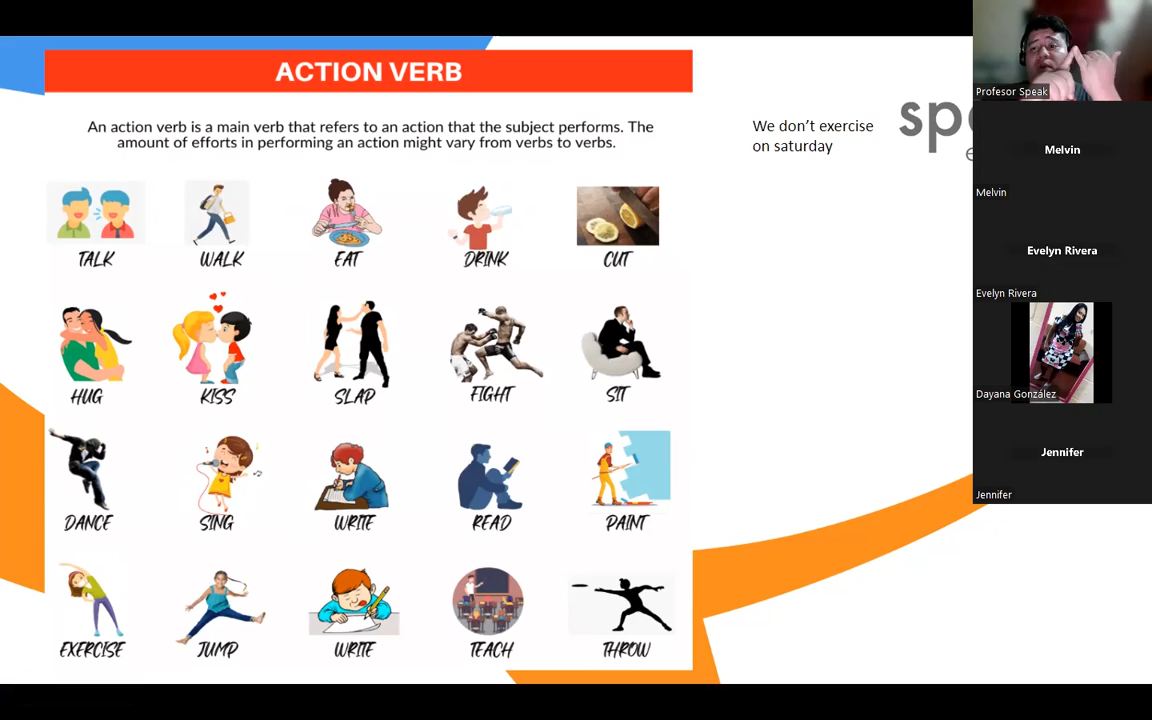 ACTION VERB
An action verb is a main verb that refers to an action that the subject performs. The
amount of efforts in performing an action might vary from verbs to verbs.
We don't exercise
on saturday
TALK WALK EAT DRINK CUT
HUG KISS SLAP FIGHT SIT
DANCE SING WRITE READ PAINT
EXERCISE JUMP WRITE TEACH THROW
Profesor Speak
Melvin
Melvin
Evelyn Rivera
Evelyn Rivera
Dayana González
Jennifer
Jennifer